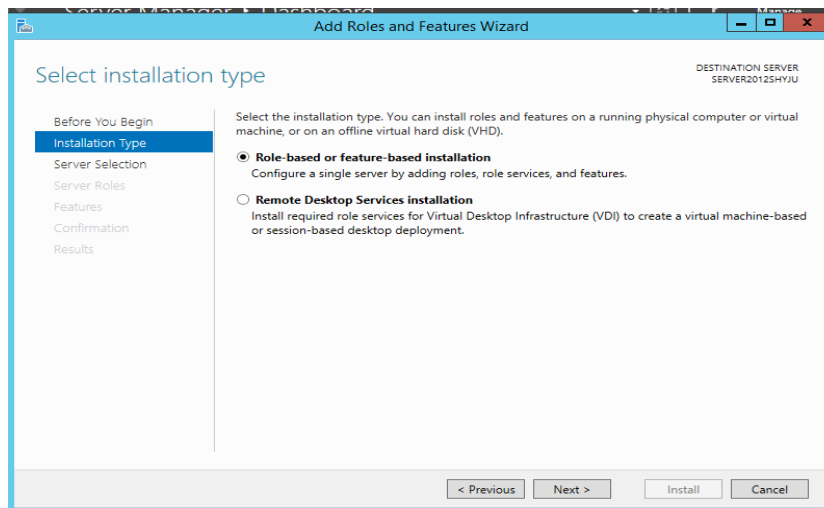 Server Manager • Dashboard
Manage
Add Roles and Features Wizard
Select installation type
DESTINATION SERVER
SERVER2012SHYJU
Before You Begin
Installation Type
Server Selection
Server Roles
Features
Confirmation
Results
Select the installation type. You can install roles and features on a running physical computer or virtual
machine, or on an offline virtual hard disk (VHD).
Role-based or feature-based installation
Configure a single server by adding roles, role services, and features.
Remote Desktop Services installation
Install required role services for Virtual Desktop Infrastructure (VDI) to create a virtual machine-based
or session-based desktop deployment.
< Previous
Next >
Install
Cancel